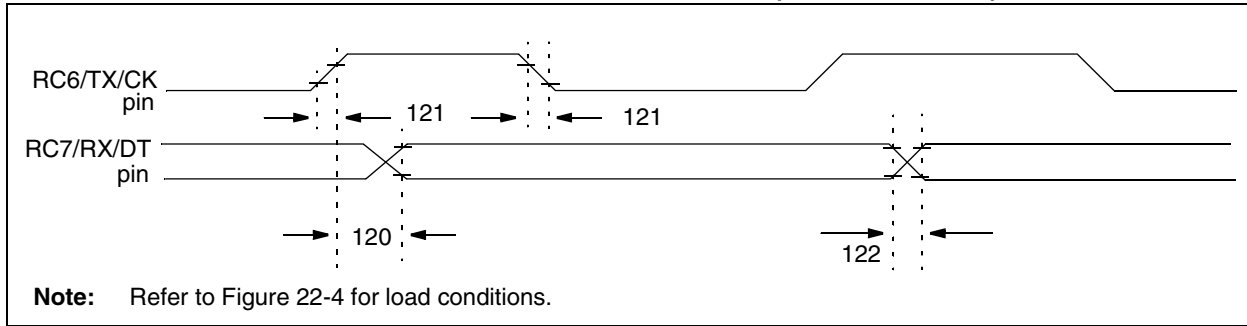 RC6/TX/CK
pin
121
121
RC7/RX/DT
pin
120
122
Note: Refer to Figure 22-4 for load conditions.